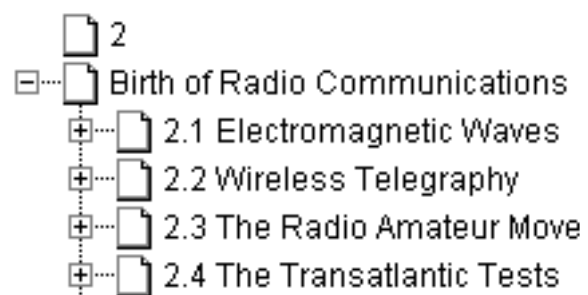 2
Birth of Radio Communications
2.1 Electromagnetic Waves
2.2 Wireless Telegraphy
2.3 The Radio Amateur Move
2.4 The Transatlantic Tests